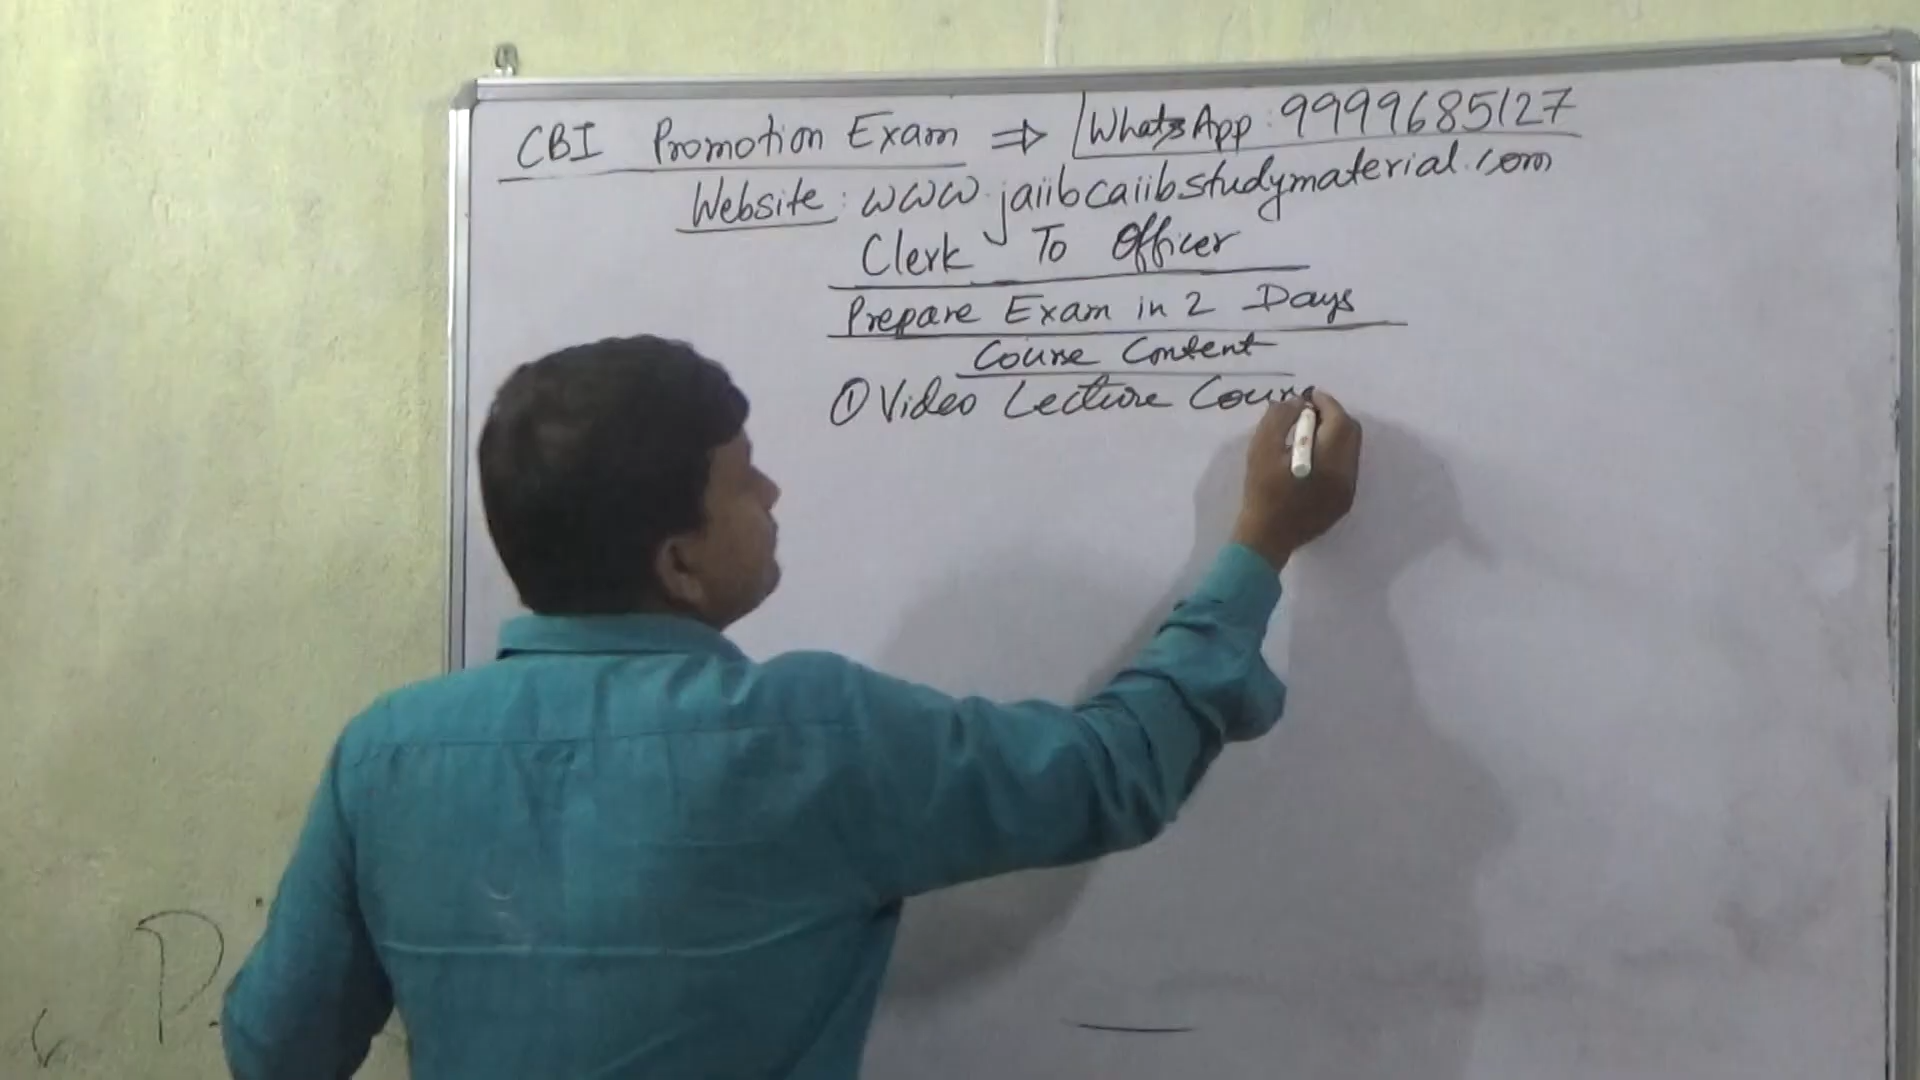 CBI Promotion Exam ⇒ WhatsApp: 9999685127
Website: www.jaiibcaiibstudymaterial.com
Clerk To Officer
Prepare Exam in 2 Days
Course Content
① Video Lecture Course
D